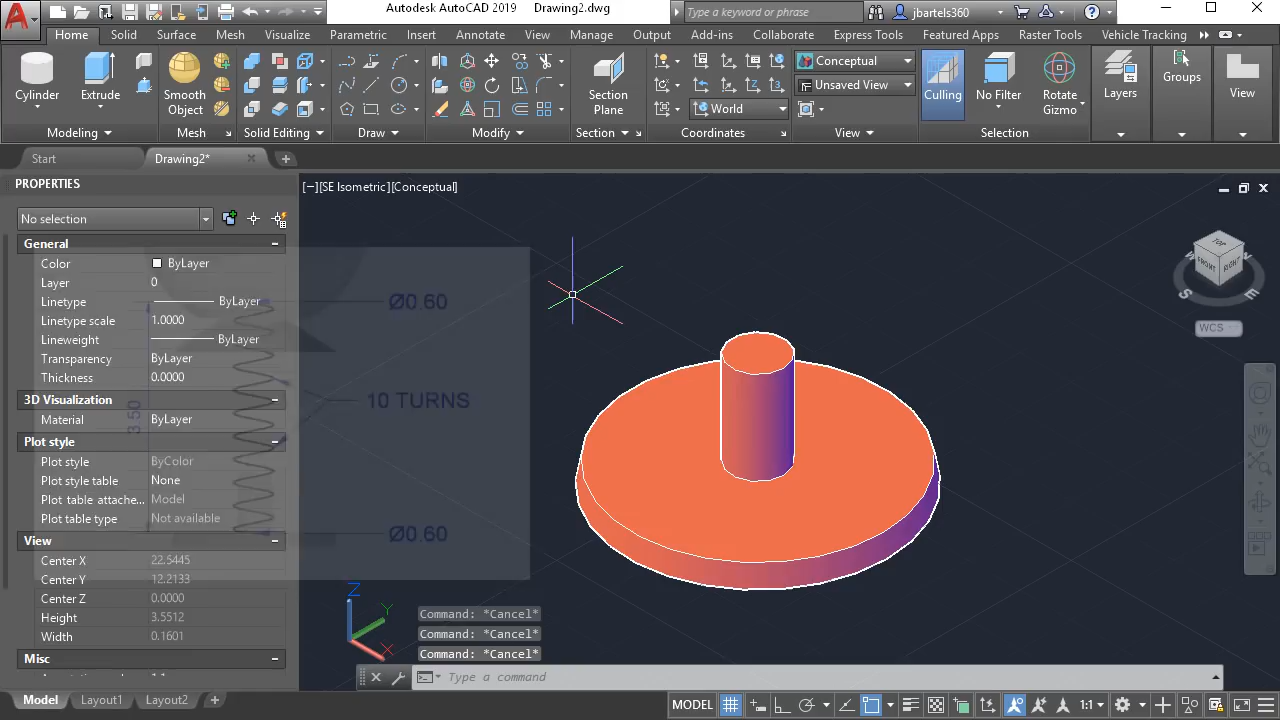 Autodesk AutoCAD 2019 Drawing2.dwg
Type a keyword or phrase
jbartels360
Home Solid Surface Mesh Visualize Parametric Insert Annotate View Manage Output Add-ins Collaborate Express Tools Featured Apps Raster Tools Vehicle Tracking
Cylinder
Extrude
Smooth
Object
Section
Plane
World
Conceptual
Unsaved View
Culling
No Filter
Rotate
Gizmo
Layers
Groups
View
Modeling
Mesh
Solid Editing
Draw
Modify
Section
Coordinates
View
Selection
Start
Drawing2*
PROPERTIES
No selection
General
Color ByLayer
Layer 0
Linetype ByLayer
Linetype scale 1.0000
Lineweight ByLayer
Transparency ByLayer
Thickness 0.0000
3D Visualization
Material ByLayer
Plot style
Plot style ByColor
Plot style table None
Plot table attache... Model
Plot table type Not available
View
Center X 22.5445
Center Y 12.2133
Center Z 0.0000
Height 3.5512
Width 0.1601
Misc
[−][SE Isometric][Conceptual]
Ø0.60
10 TURNS
3.50
Ø0.60
TOP
FRONT
RIGHT
S
E
WCS
Z
Y
X
Command: *Cancel*
Command: *Cancel*
Command: *Cancel*
Type a command
Model Layout1 Layout2
MODEL
1:1